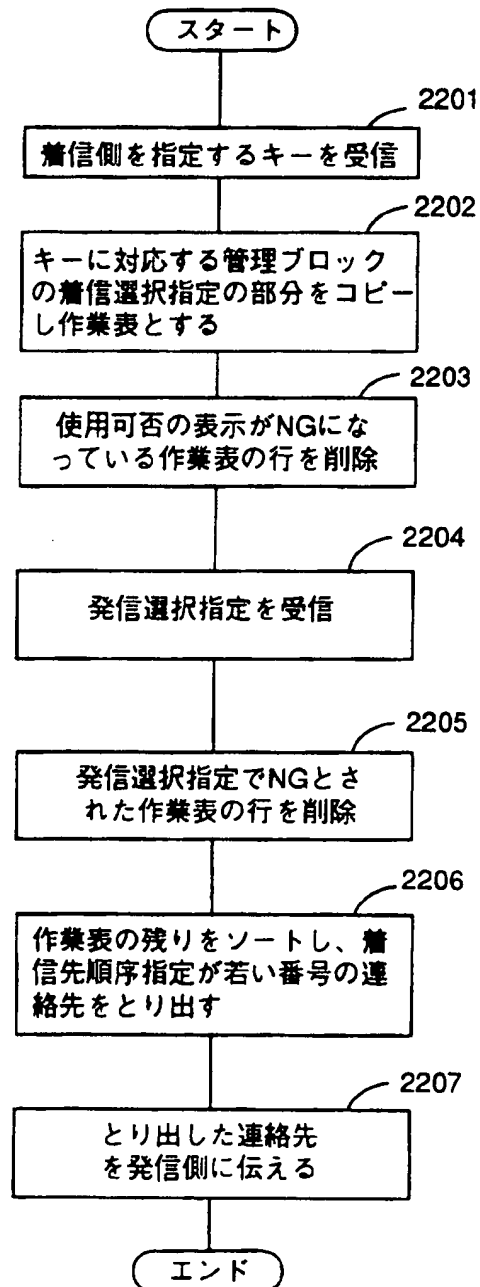 スタート
2201
着信側を指定するキーを受信
2202
キーに対応する管理ブロック
の着信選択指定の部分をコピー
し作業表とする
2203
使用可否の表示がNGにな
っている作業表の行を削除
2204
発信選択指定を受信
2205
発信選択指定でNGとさ
れた作業表の行を削除
2206
作業表の残りをソートし、着
信先順序指定が若い番号の連
絡先をとり出す
2207
とり出した連絡先
を発信側に伝える
エンド